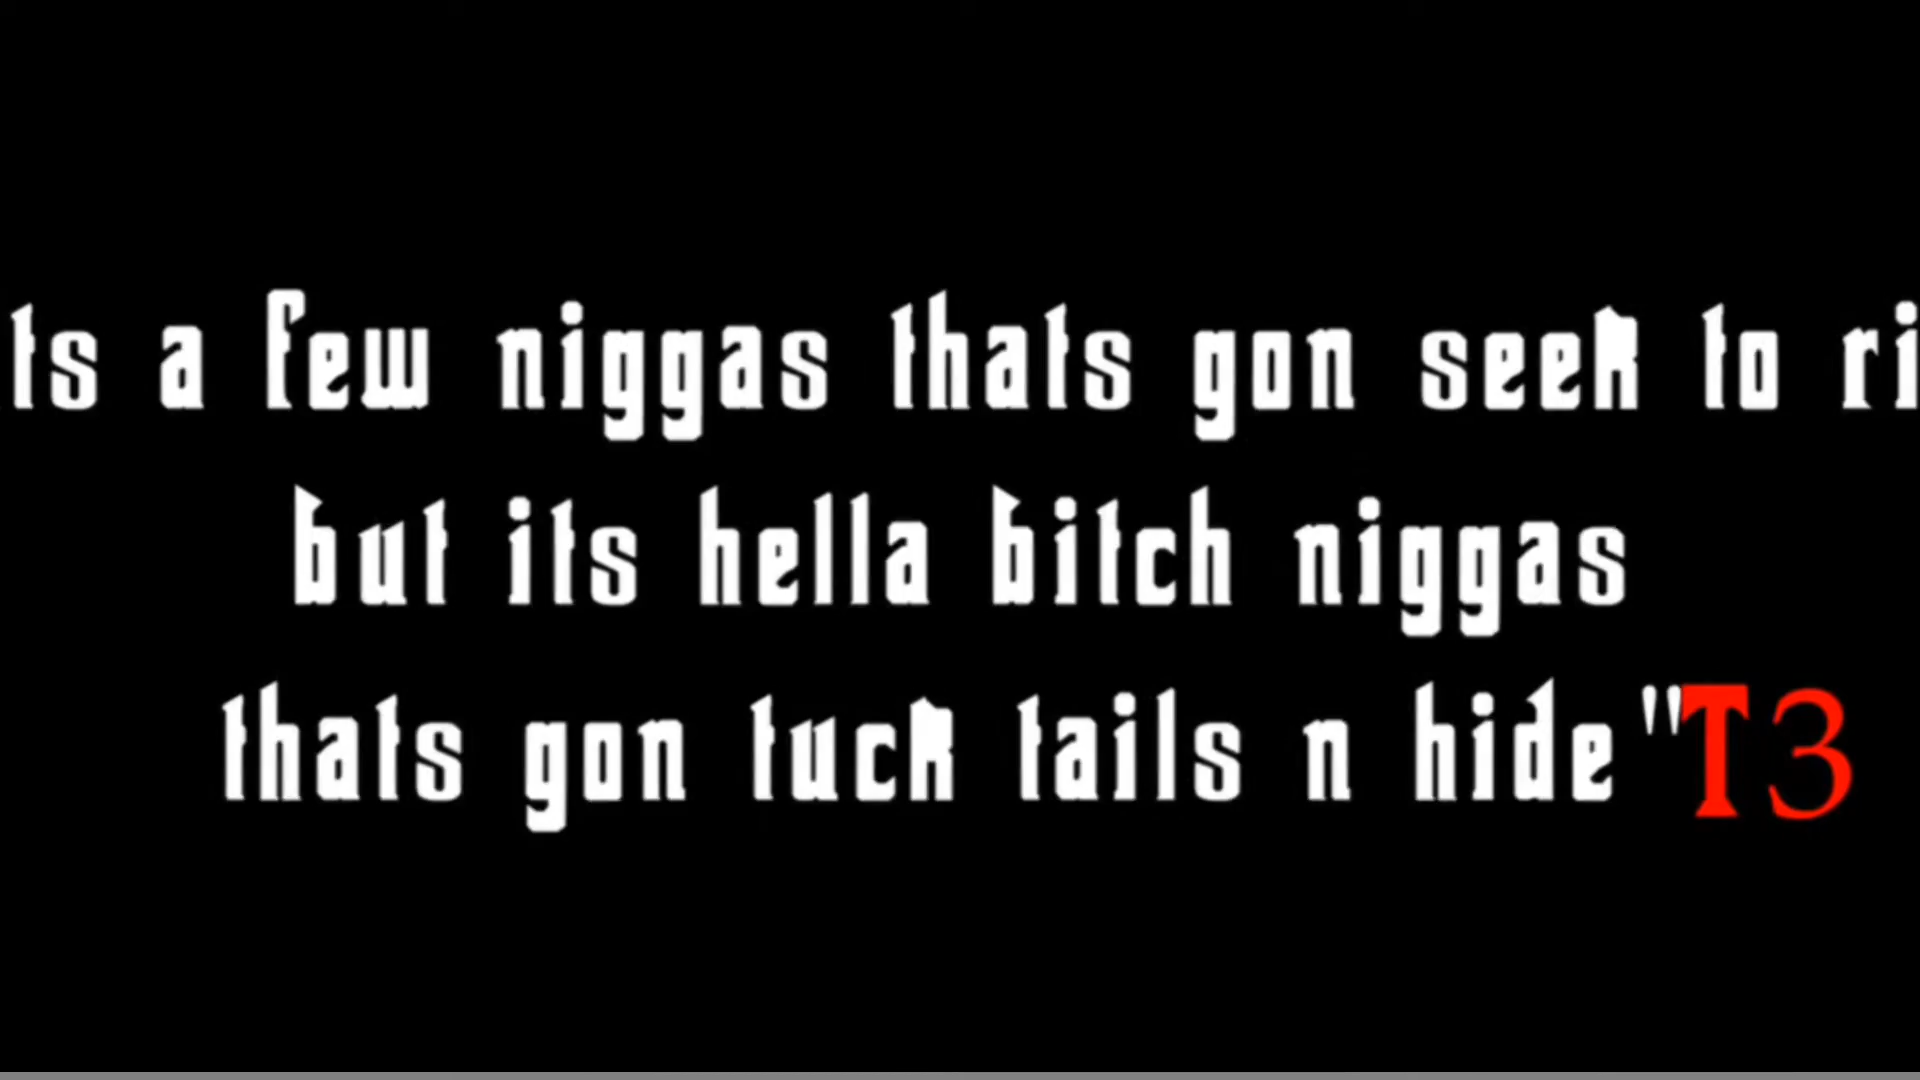 ts a few niggas thats gon seek to ri
but its hella bitch niggas
thats gon tuck tails n hide"T3